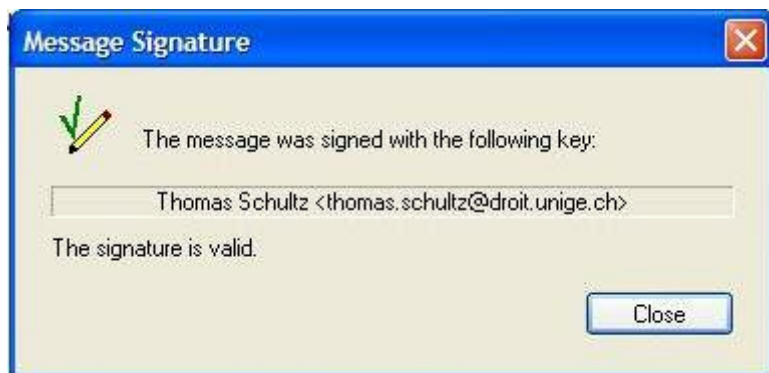 Message Signature
The message was signed with the following key:
Thomas Schultz <thomas.schultz@droit.unige.ch>
The signature is valid.
Close